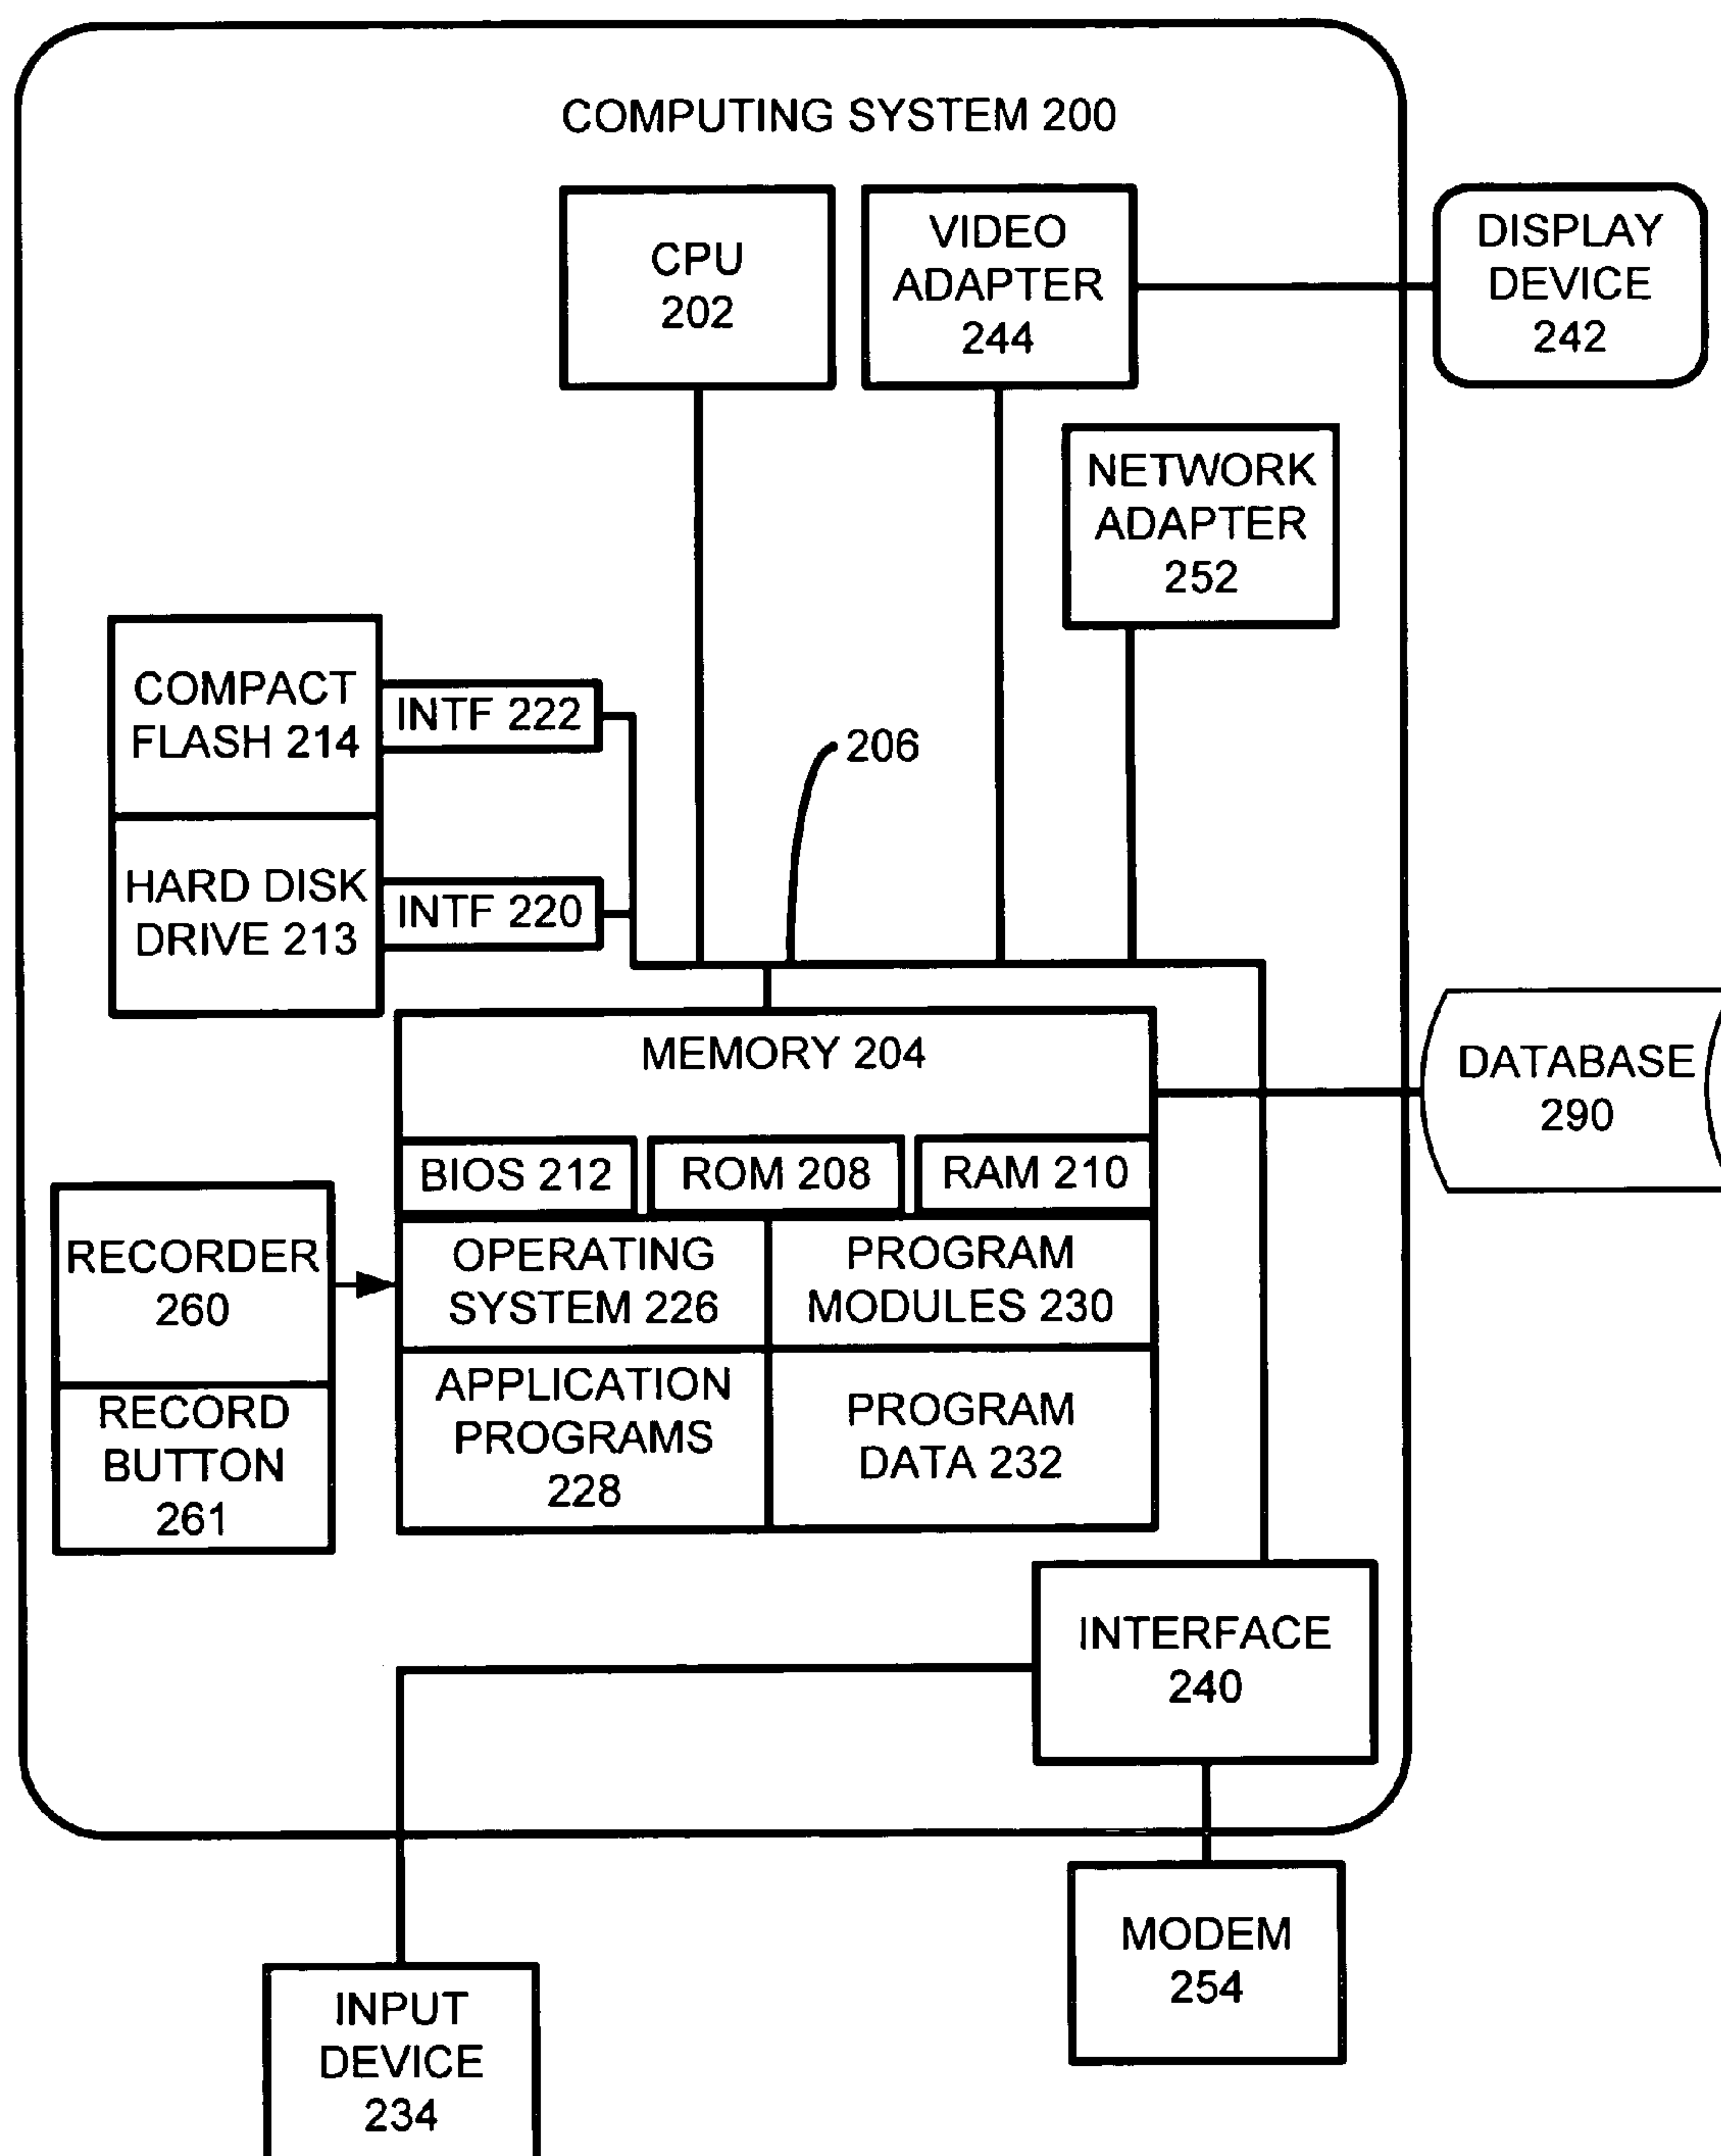 COMPUTING SYSTEM 200
CPU
202
VIDEO
ADAPTER
244
DISPLAY
DEVICE
242
NETWORK
ADAPTER
252
COMPACT
FLASH 214
INTF 222
206
HARD DISK
DRIVE 213
INTF 220
MEMORY 204
DATABASE
290
BIOS 212
ROM 208
RAM 210
RECORDER
260
OPERATING
SYSTEM 226
PROGRAM
MODULES 230
RECORD
BUTTON
261
APPLICATION
PROGRAMS
228
PROGRAM
DATA 232
INTERFACE
240
MODEM
254
INPUT
DEVICE
234